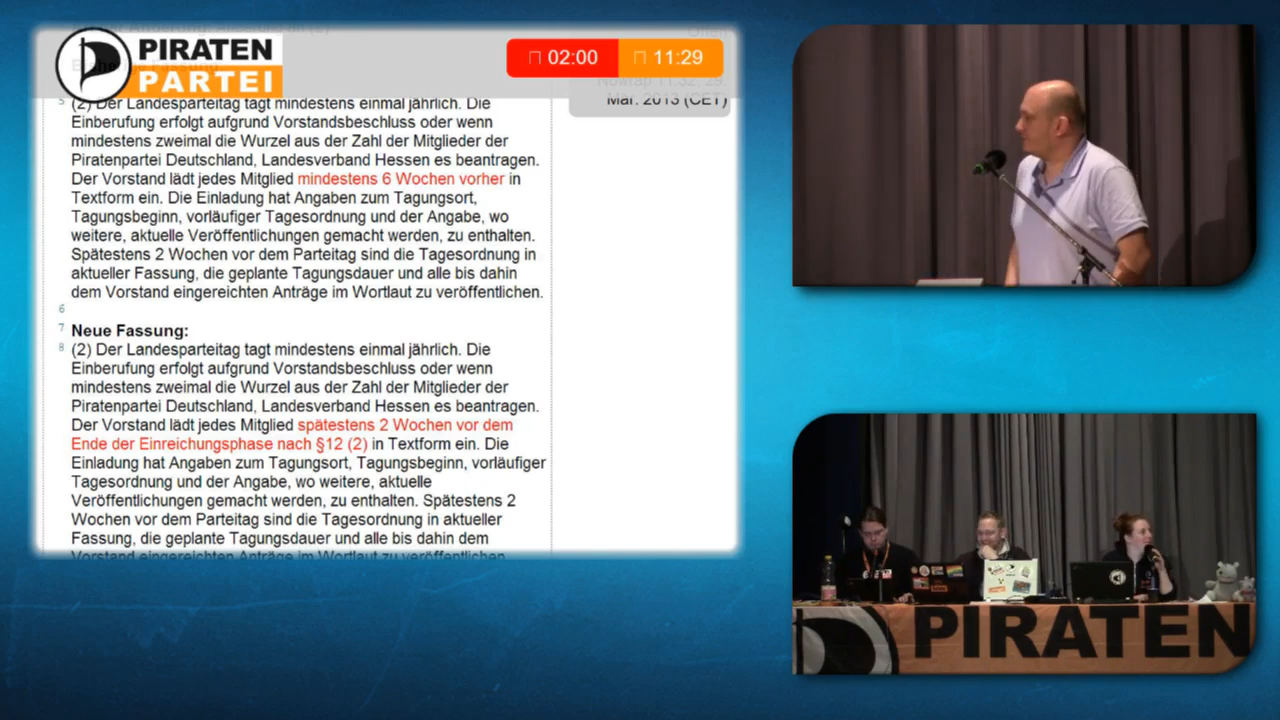 PIRATEN
PARTEI
02:00
11:29
Mar. 2013 (CET)
5
(2) Der Landesparteitag tagt mindestens einmal jährlich. Die
Einberufung erfolgt aufgrund Vorstandsbeschluss oder wenn
mindestens zweimal die Wurzel aus der Zahl der Mitglieder der
Piratenpartei Deutschland, Landesverband Hessen es beantragen.
Der Vorstand lädt jedes Mitglied mindestens 6 Wochen vorher in
Textform ein. Die Einladung hat Angaben zum Tagungsort,
Tagungsbeginn, vorläufiger Tagesordnung und der Angabe, wo
weitere, aktuelle Veröffentlichungen gemacht werden, zu enthalten.
Spätestens 2 Wochen vor dem Parteitag sind die Tagesordnung in
aktueller Fassung, die geplante Tagungsdauer und alle bis dahin
dem Vorstand eingereichten Anträge im Wortlaut zu veröffentlichen.
6
7 Neue Fassung:
8 (2) Der Landesparteitag tagt mindestens einmal jährlich. Die
Einberufung erfolgt aufgrund Vorstandsbeschluss oder wenn
mindestens zweimal die Wurzel aus der Zahl der Mitglieder der
Piratenpartei Deutschland, Landesverband Hessen es beantragen.
Der Vorstand lädt jedes Mitglied spätestens 2 Wochen vor dem
Ende der Einreichungsphase nach §12 (2) in Textform ein. Die
Einladung hat Angaben zum Tagungsort, Tagungsbeginn, vorläufiger
Tagesordnung und der Angabe, wo weitere, aktuelle
Veröffentlichungen gemacht werden, zu enthalten. Spätestens 2
Wochen vor dem Parteitag sind die Tagesordnung in aktueller
Fassung, die geplante Tagungsdauer und alle bis dahin dem
Vorstand eingereichten Anträge im Wortlaut zu veröffentlichen
PIRATEN